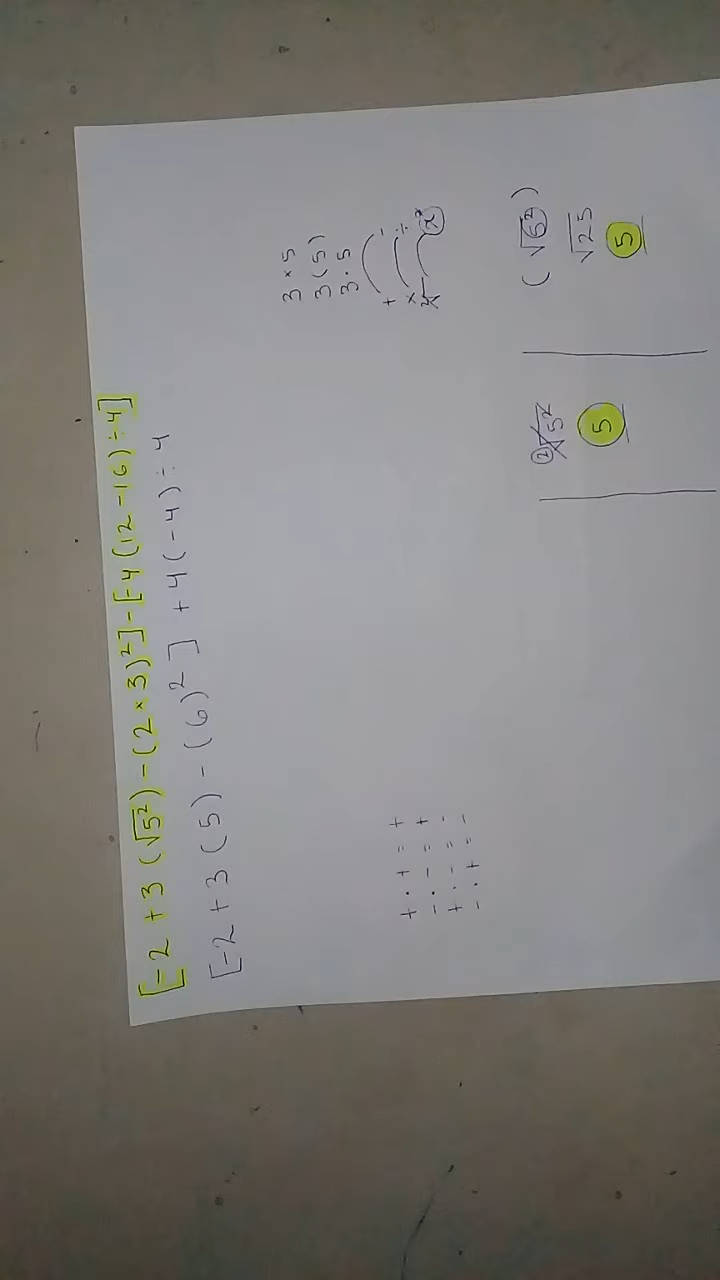 [-2 + 3 (√5²) - (2 × 3)²] - [-4 (12 - 16) ÷ 4]
[-2 + 3 (5) - (6)²] + 4 (-4) ÷ 4
3 × 5
3 (5)
3 · 5
+ -
× ÷
+ · + = +
- · - = +
+ · - = -
- · + = -
②√5²
5
(√5²)
√25
5